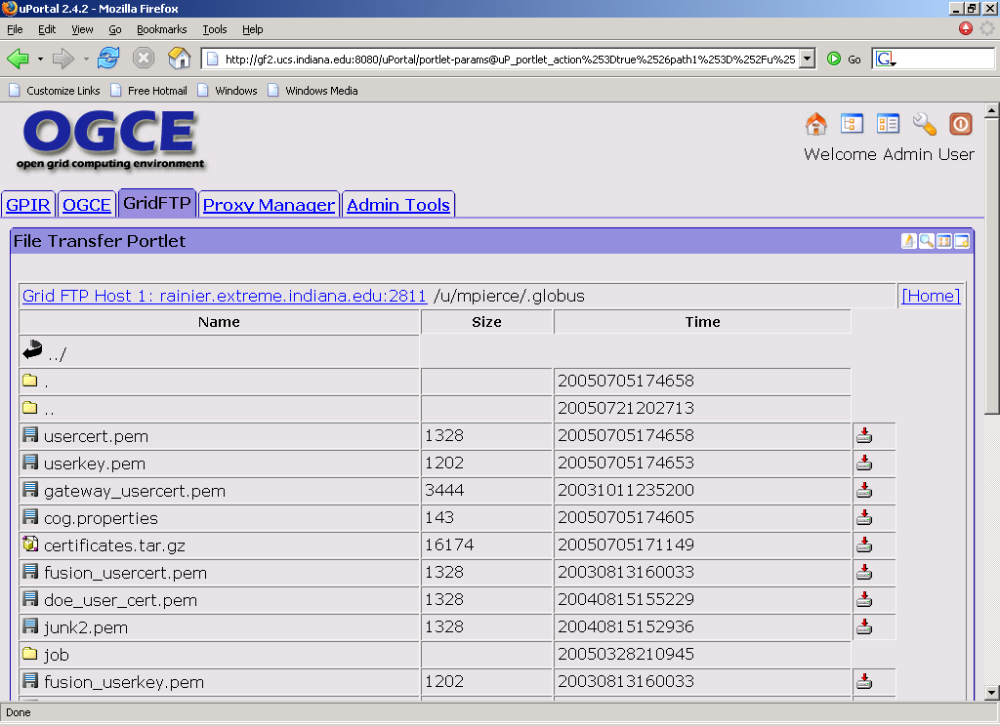 uPortal 2.4.2 - Mozilla Firefox
File Edit View Go Bookmarks Tools Help
http://gf2.ucs.indiana.edu:8080/uPortal/portlet-params@uP_portlet_action%253Dtrue%2526path1%253D%252Fu%25 Go G
Customize Links Free Hotmail Windows Windows Media
OGCE
open grid computing environment
Welcome Admin User
GPIR OGCE GridFTP Proxy Manager Admin Tools
File Transfer Portlet
Grid FTP Host 1: rainier.extreme.indiana.edu:2811 /u/mpierce/.globus [Home]
Name Size Time
../
. 20050705174658
.. 20050721202713
usercert.pem 1328 20050705174658
userkey.pem 1202 20050705174653
gateway_usercert.pem 3444 20031011235200
cog.properties 143 20050705174605
certificates.tar.gz 16174 20050705171149
fusion_usercert.pem 1328 20030813160033
doe_user_cert.pem 1328 20040815155229
junk2.pem 1328 20040815152936
job 20050328210945
fusion_userkey.pem 1202 20030813160033
Done